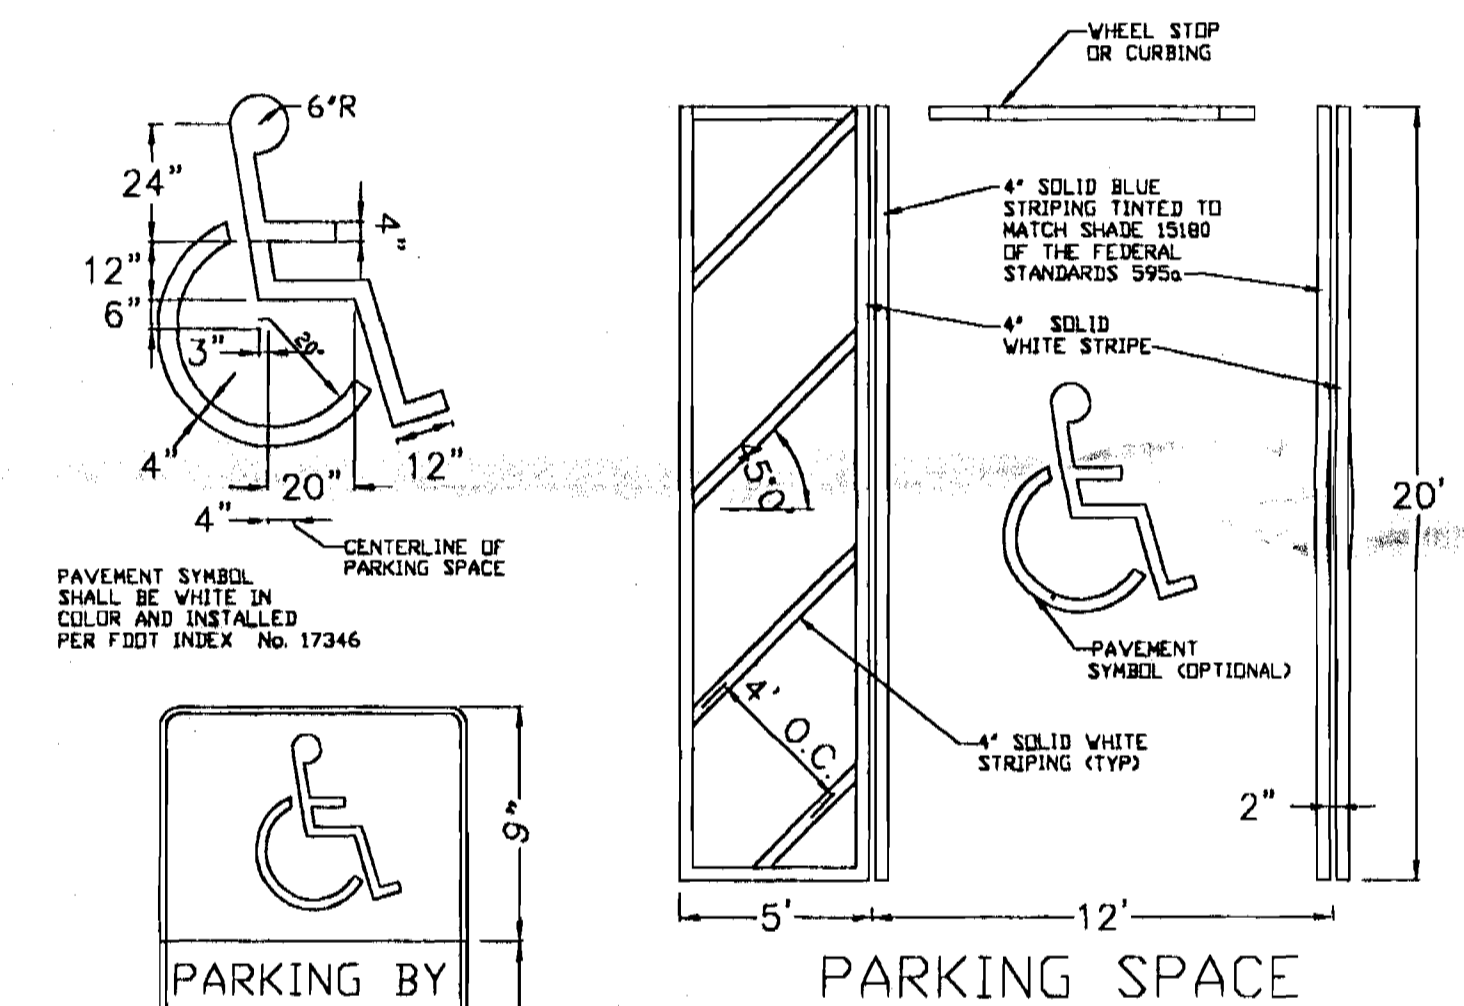 6"R
24"
4"
12"
6"
3"
20"
4"
12"
20"
4"
CENTERLINE OF
PARKING SPACE
PAVEMENT SYMBOL
SHALL BE WHITE IN
COLOR AND INSTALLED
PER FDOT INDEX No. 17346
9"
PARKING BY
WHEEL STOP
OR CURBING
4" SOLID BLUE
STRIPING TINTED TO
MATCH SHADE 15180
OF THE FEDERAL
STANDARDS 595a
4" SOLID
WHITE STRIPE
45°0
20'
PAVEMENT
SYMBOL (OPTIONAL)
4' O.C.
4" SOLID WHITE
STRIPING (TYP)
2"
5'
12'
PARKING SPACE